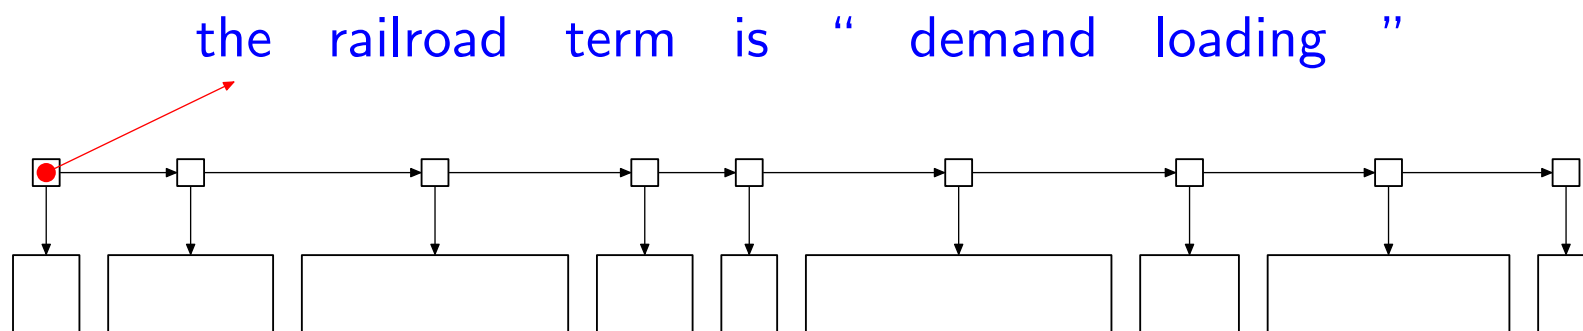 the railroad term is “ demand loading ”